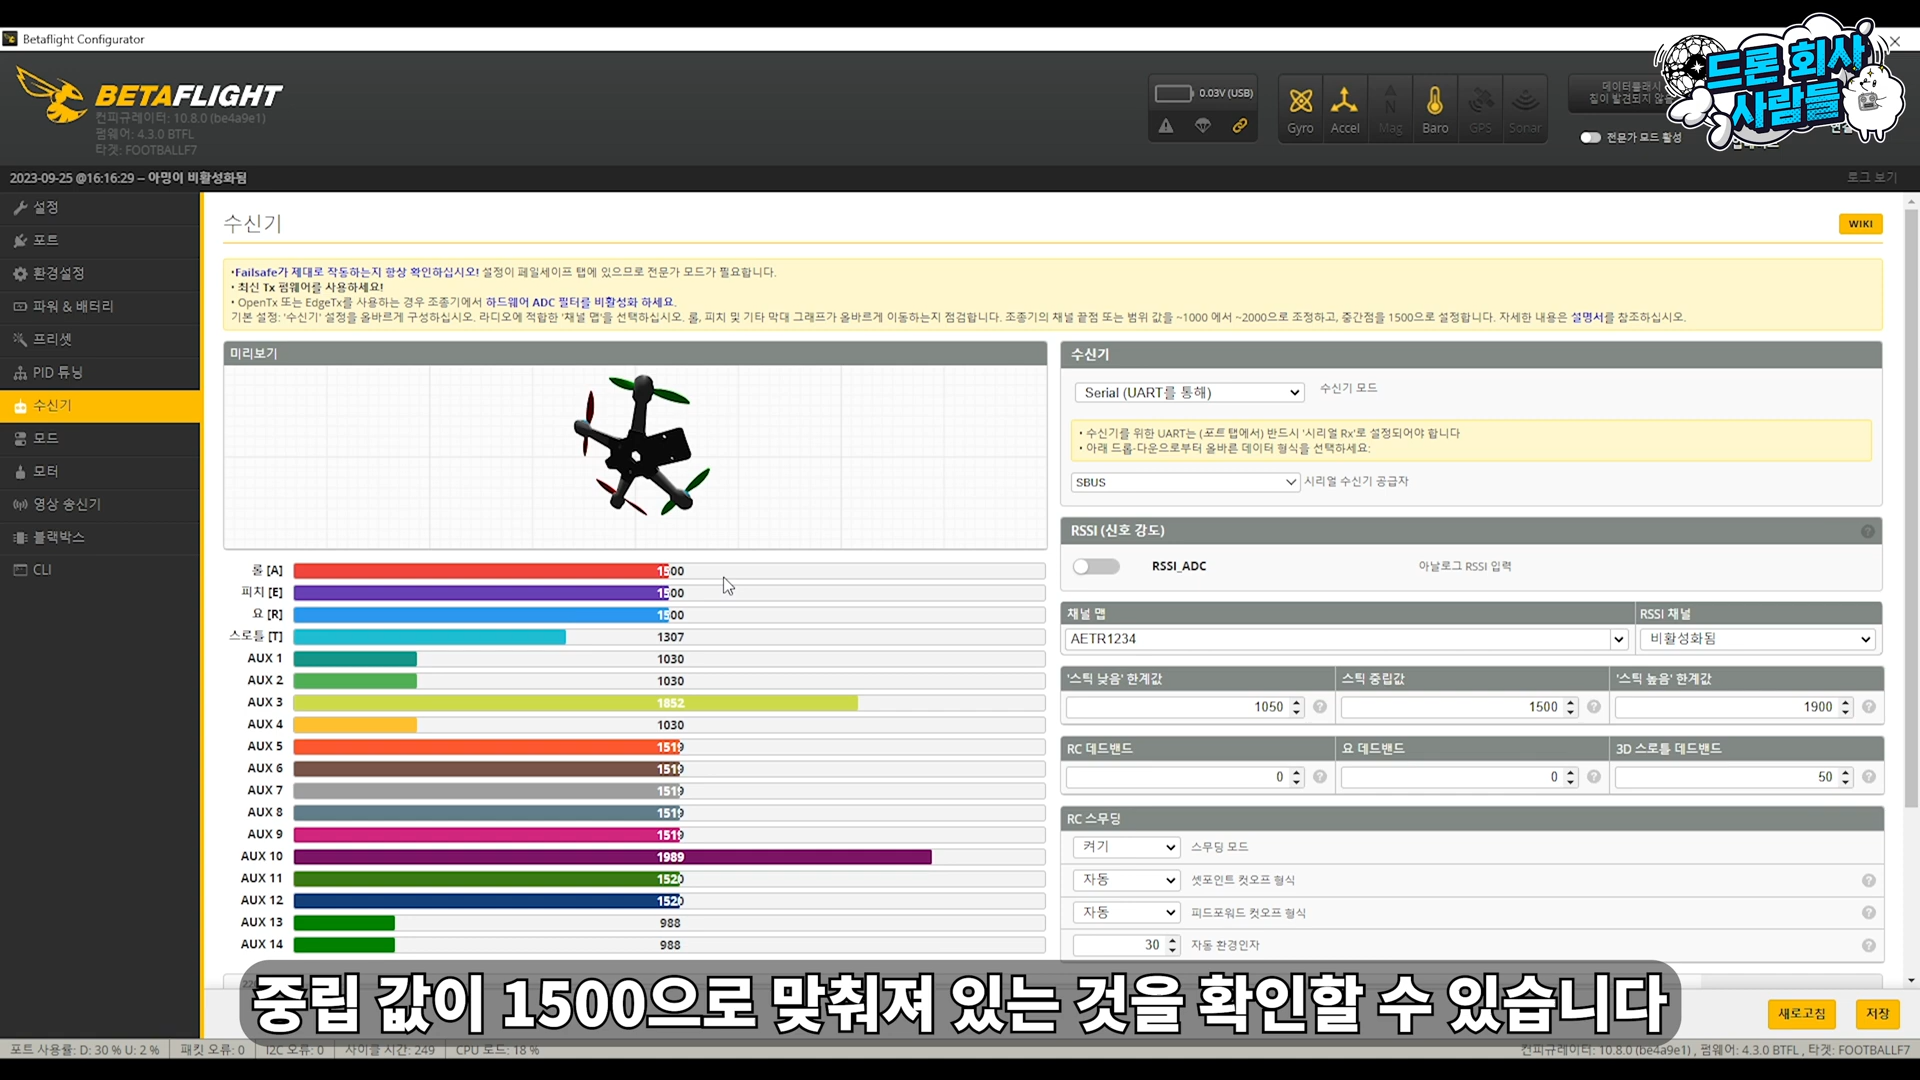 Betaflight Configurator
드론 회사
사람들
BETAFLIGHT
컨피규레이터: 10.8.0 (be4a9e1)
펌웨어: 4.3.0 BTFL
타겟: FOOTBALLF7
0.03V (USB)
Gyro
Accel
Mag
Baro
GPS
Sonar
데이터플래시
칩이 발견되지 않음
전문가 모드 활성
2023-09-25 @16:16:29 -- 아밍이 비활성화됨
로그 보기
설정
포트
환경설정
파워 & 배터리
프리셋
PID 튜닝
수신기
모드
모터
영상 송신기
블랙박스
CLI
수신기
WIKI
•Failsafe가 제대로 작동하는지 항상 확인하십시오! 설정이 페일세이프 탭에 있으므로 전문가 모드가 필요합니다.
• 최신 Tx 펌웨어를 사용하세요!
• OpenTx 또는 EdgeTx를 사용하는 경우 조종기에서 하드웨어 ADC 필터를 비활성화 하세요.
기본 설정: '수신기' 설정을 올바르게 구성하십시오. 라디오에 적합한 '채널 맵'을 선택하십시오. 롤, 피치 및 기타 막대 그래프가 올바르게 이동하는지 점검합니다. 조종기의 채널 끝점 또는 범위 값을 ~1000 에서 ~2000으로 조정하고, 중간점을 1500으로 설정합니다. 자세한 내용은 설명서를 참조하십시오.
미리보기
롤 [A] 1500
피치 [E] 1500
요 [R] 1500
스로틀 [T] 1307
AUX 1 1030
AUX 2 1030
AUX 3 1852
AUX 4 1030
AUX 5 1519
AUX 6 1519
AUX 7 1519
AUX 8 1519
AUX 9 1519
AUX 10 1989
AUX 11 1520
AUX 12 1520
AUX 13 988
AUX 14 988
수신기
Serial (UART를 통해) 수신기 모드
• 수신기를 위한 UART는 (포트 탭에서) 반드시 '시리얼 Rx'로 설정되어야 합니다
• 아래 드롭-다운으로부터 올바른 데이터 형식을 선택하세요:
SBUS 시리얼 수신기 공급자
RSSI (신호 강도)
RSSI_ADC 아날로그 RSSI 입력
채널 맵 RSSI 채널
AETR1234 비활성화됨
'스틱 낮음' 한계값 스틱 중립값 '스틱 높음' 한계값
1050 1500 1900
RC 데드밴드 요 데드밴드 3D 스로틀 데드밴드
0 0 50
RC 스무딩
켜기 스무딩 모드
자동 셋포인트 컷오프 형식
자동 피드포워드 컷오프 형식
30 자동 환경인자
중립 값이 1500으로 맞춰져 있는 것을 확인할 수 있습니다
새로고침
저장
포트 사용률: D: 30 % U: 2 % 패킷 오류: 0 I2C 오류: 0 사이클 시간: 249 CPU 로드: 18 %
컨피규레이터: 10.8.0 (be4a9e1) , 펌웨어: 4.3.0 BTFL , 타겟: FOOTBALLF7